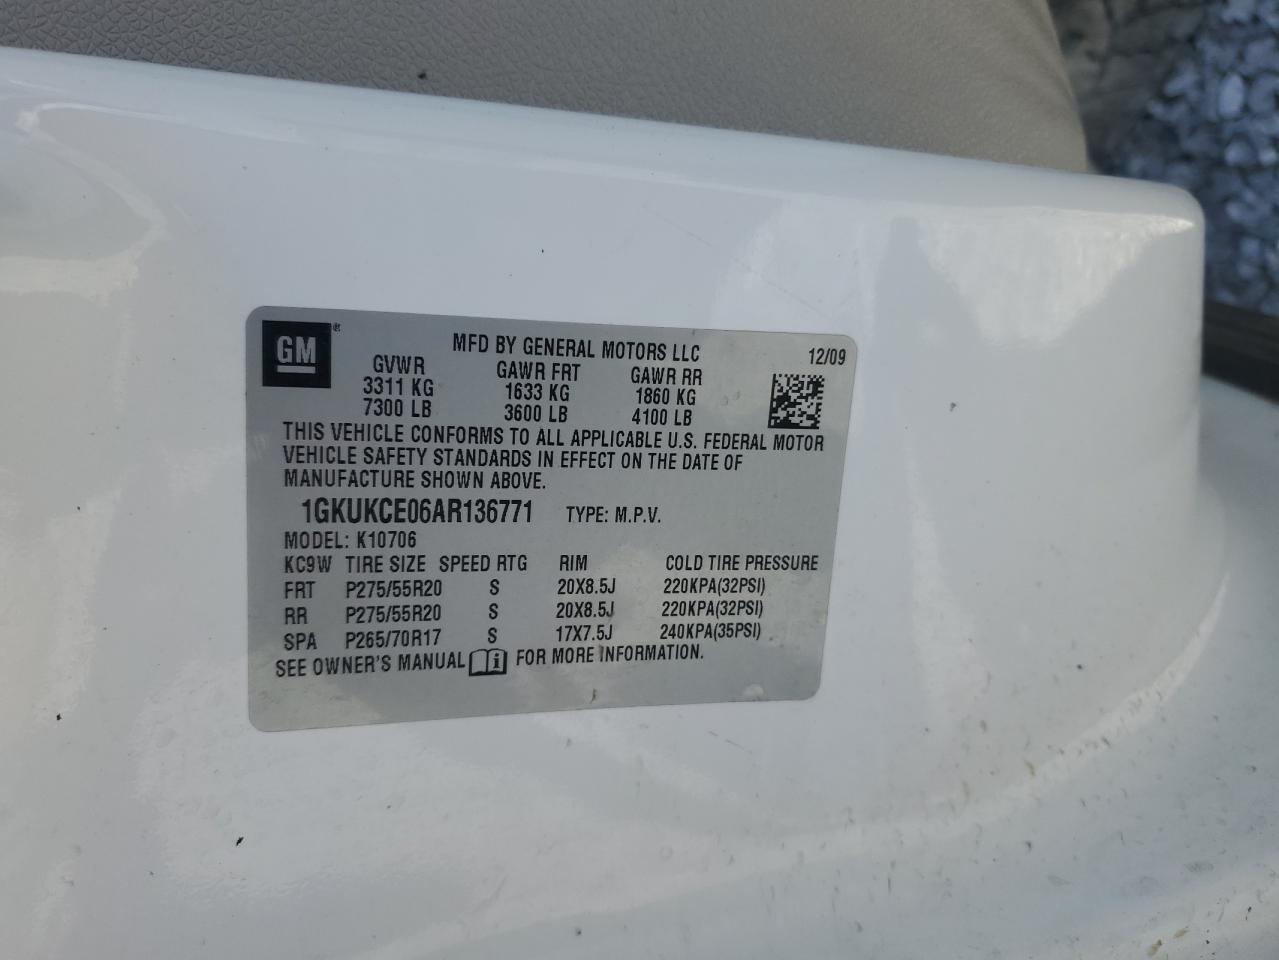 GM®
MFD BY GENERAL MOTORS LLC 12/09
GVWR GAWR FRT GAWR RR
3311 KG 1633 KG 1860 KG
7300 LB 3600 LB 4100 LB
THIS VEHICLE CONFORMS TO ALL APPLICABLE U.S. FEDERAL MOTOR
VEHICLE SAFETY STANDARDS IN EFFECT ON THE DATE OF
MANUFACTURE SHOWN ABOVE.
1GKUKCE06AR136771 TYPE: M.P.V.
MODEL: K10706
KC9W TIRE SIZE SPEED RTG RIM COLD TIRE PRESSURE
FRT P275/55R20 S 20X8.5J 220KPA(32PSI)
RR P275/55R20 S 20X8.5J 220KPA(32PSI)
SPA P265/70R17 S 17X7.5J 240KPA(35PSI)
SEE OWNER'S MANUAL i FOR MORE INFORMATION.